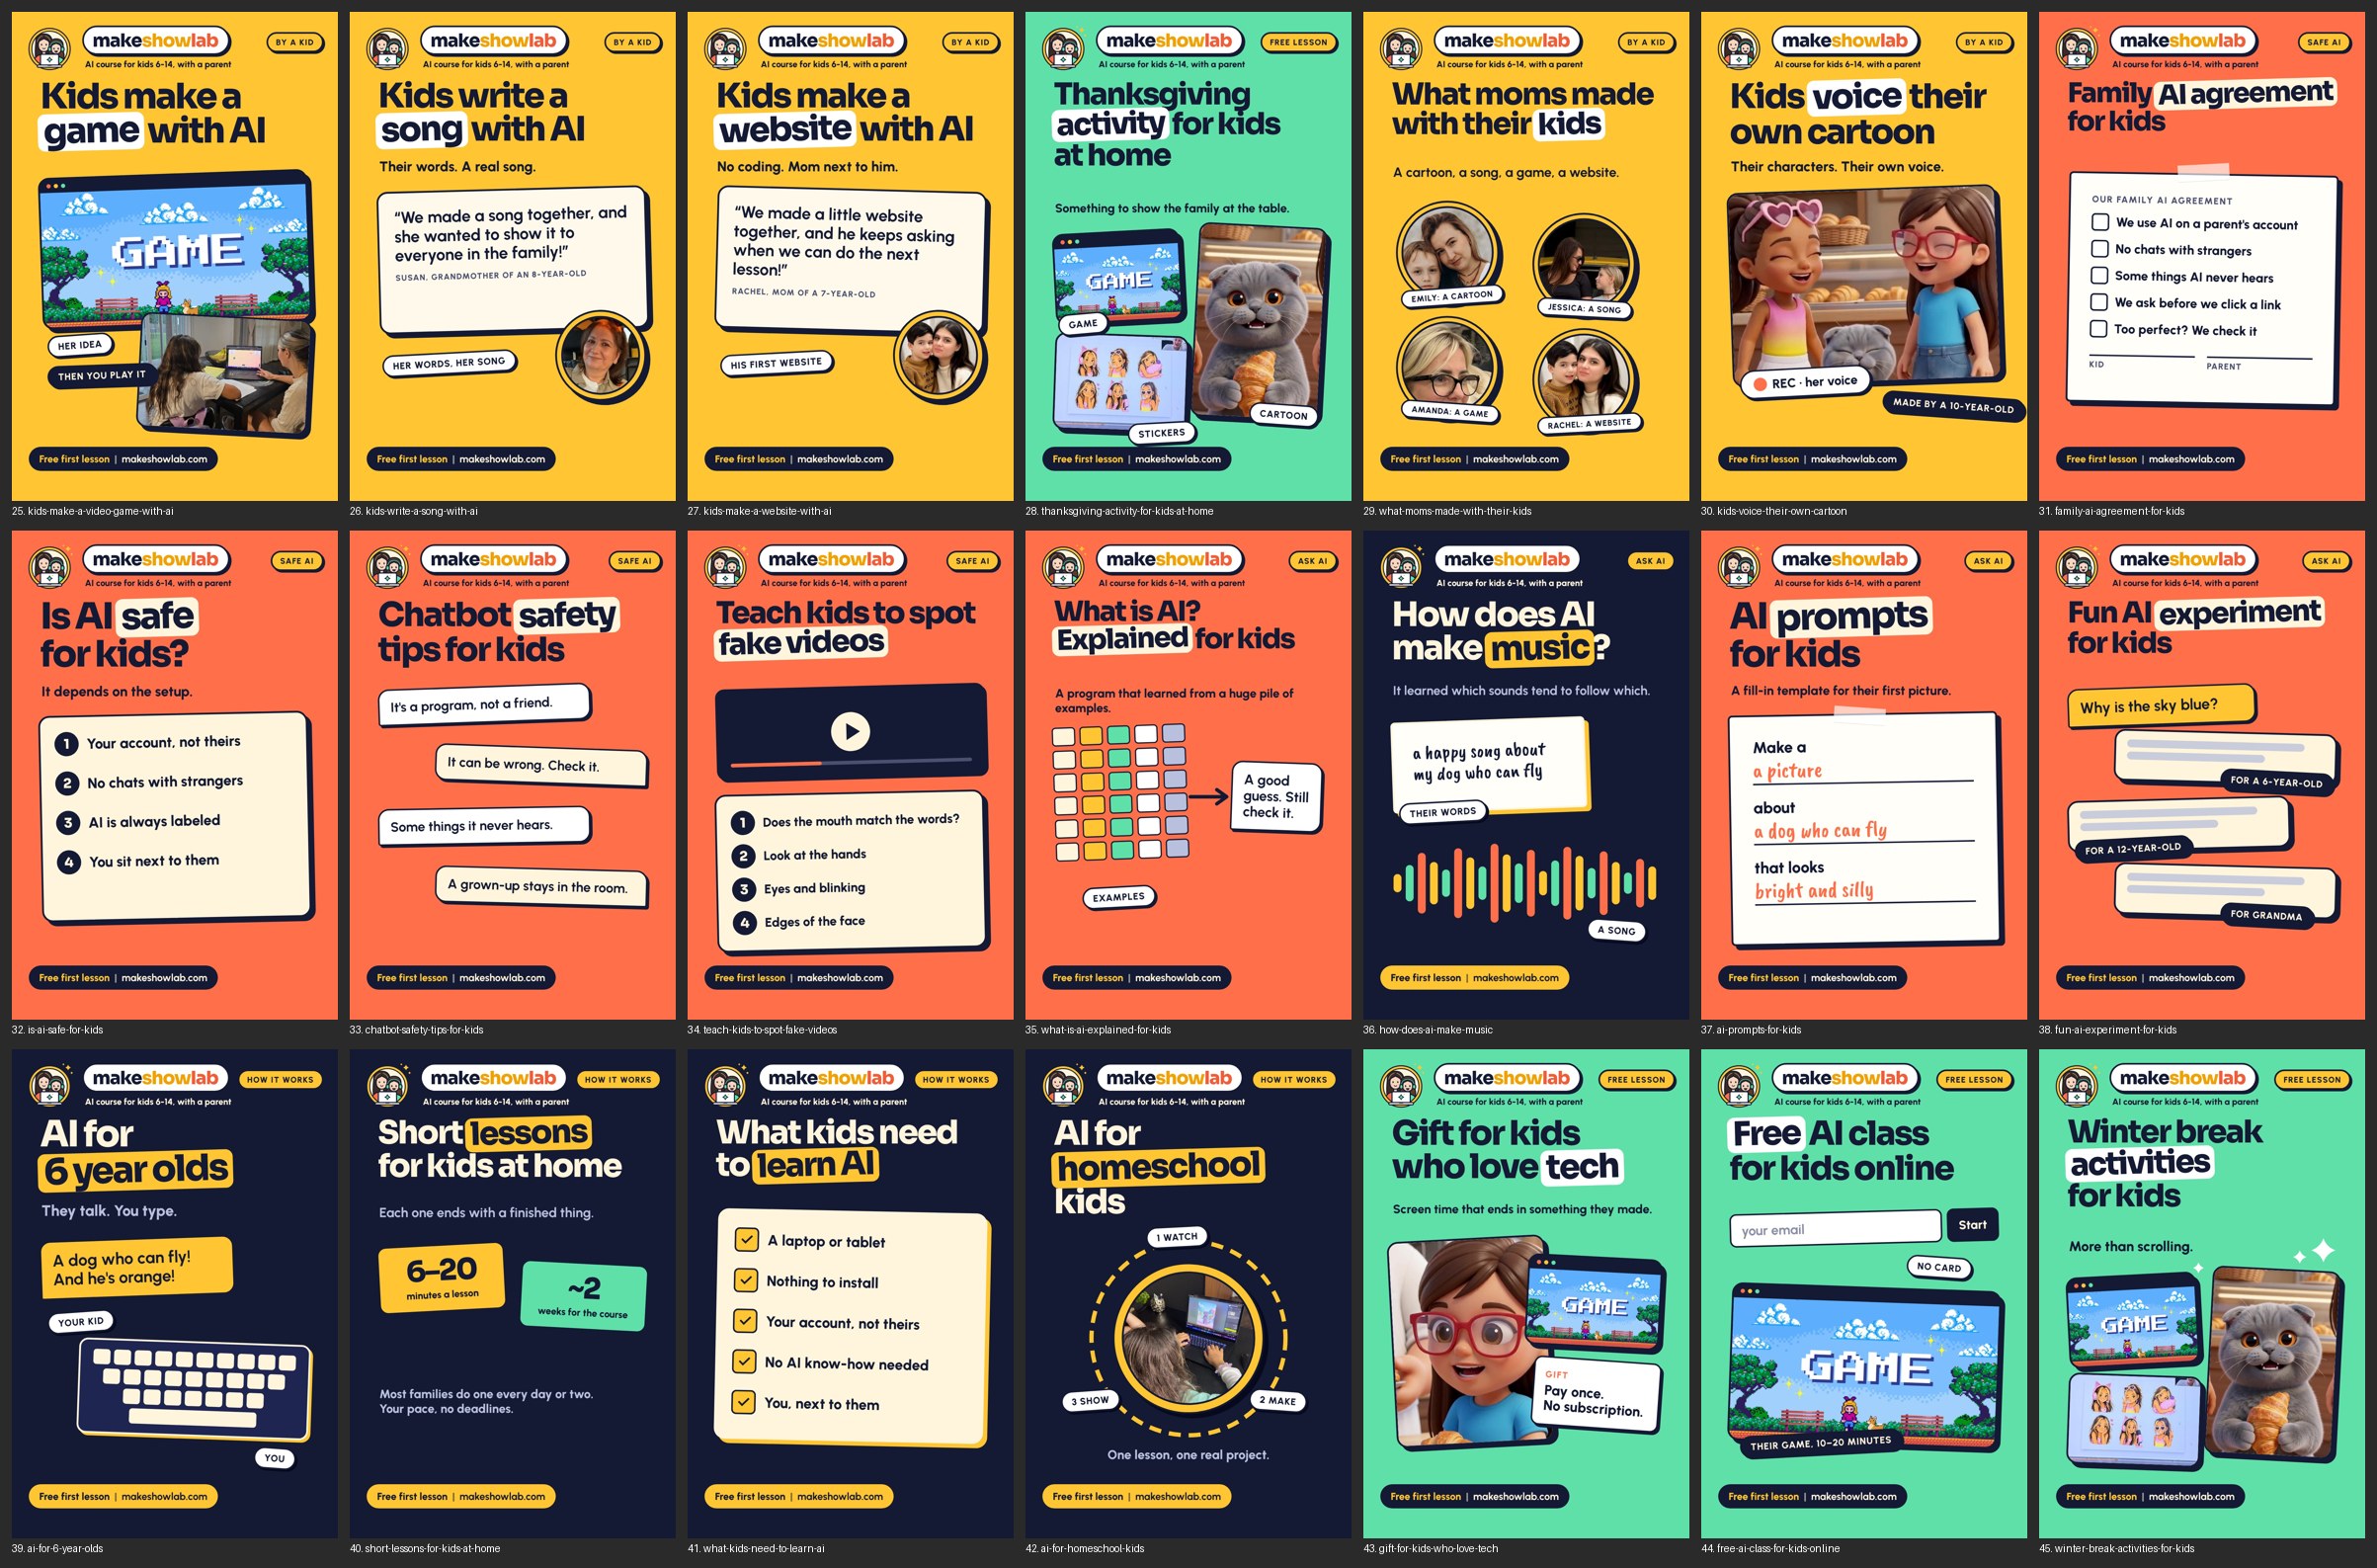 makeshowlab
BY A KID
AI course for kids 6-14, with a parent
Kids make a
game with AI
GAME
HER IDEA
THEN YOU PLAY IT
Free first lesson | makeshowlab.com
25. kids-make-a-video-game-with-ai
makeshowlab
BY A KID
AI course for kids 6-14, with a parent
Kids write a
song with AI
Their words. A real song.
“We made a song together, and
she wanted to show it to
everyone in the family!”
SUSAN, GRANDMOTHER OF AN 8-YEAR-OLD
HER WORDS, HER SONG
Free first lesson | makeshowlab.com
26. kids-write-a-song-with-ai
makeshowlab
BY A KID
AI course for kids 6-14, with a parent
Kids make a
website with AI
No coding. Mom next to him.
“We made a little website
together, and he keeps asking
when we can do the next
lesson!”
RACHEL, MOM OF A 7-YEAR-OLD
HIS FIRST WEBSITE
Free first lesson | makeshowlab.com
27. kids-make-a-website-with-ai
makeshowlab
FREE LESSON
AI course for kids 6-14, with a parent
Thanksgiving
activity for kids
at home
Something to show the family at the table.
GAME
GAME
STICKERS
CARTOON
Free first lesson | makeshowlab.com
28. thanksgiving-activity-for-kids-at-home
makeshowlab
BY A KID
AI course for kids 6-14, with a parent
What moms made
with their kids
A cartoon, a song, a game, a website.
EMILY: A CARTOON
JESSICA: A SONG
AMANDA: A GAME
RACHEL: A WEBSITE
Free first lesson | makeshowlab.com
29. what-moms-made-with-their-kids
makeshowlab
BY A KID
AI course for kids 6-14, with a parent
Kids voice their
own cartoon
Their characters. Their own voice.
REC · her voice
MADE BY A 10-YEAR-OLD
Free first lesson | makeshowlab.com
30. kids-voice-their-own-cartoon
makeshowlab
SAFE AI
AI course for kids 6-14, with a parent
Family AI agreement
for kids
OUR FAMILY AI AGREEMENT
We use AI on a parent's account
No chats with strangers
Some things AI never hears
We ask before we click a link
Too perfect? We check it
KID
PARENT
Free first lesson | makeshowlab.com
31. family-ai-agreement-for-kids
makeshowlab
SAFE AI
AI course for kids 6-14, with a parent
Is AI safe
for kids?
It depends on the setup.
1 Your account, not theirs
2 No chats with strangers
3 AI is always labeled
4 You sit next to them
Free first lesson | makeshowlab.com
32. is-ai-safe-for-kids
makeshowlab
SAFE AI
AI course for kids 6-14, with a parent
Chatbot safety
tips for kids
It's a program, not a friend.
It can be wrong. Check it.
Some things it never hears.
A grown-up stays in the room.
Free first lesson | makeshowlab.com
33. chatbot-safety-tips-for-kids
makeshowlab
SAFE AI
AI course for kids 6-14, with a parent
Teach kids to spot
fake videos
1 Does the mouth match the words?
2 Look at the hands
3 Eyes and blinking
4 Edges of the face
Free first lesson | makeshowlab.com
34. teach-kids-to-spot-fake-videos
makeshowlab
ASK AI
AI course for kids 6-14, with a parent
What is AI?
Explained for kids
A program that learned from a huge pile of
examples.
A good
guess. Still
check it.
EXAMPLES
Free first lesson | makeshowlab.com
35. what-is-ai-explained-for-kids
makeshowlab
ASK AI
AI course for kids 6-14, with a parent
How does AI
make music?
It learned which sounds tend to follow which.
a happy song about
my dog who can fly
THEIR WORDS
A SONG
Free first lesson | makeshowlab.com
36. how-does-ai-make-music
makeshowlab
ASK AI
AI course for kids 6-14, with a parent
AI prompts
for kids
A fill-in template for their first picture.
Make a
a picture
about
a dog who can fly
that looks
bright and silly
Free first lesson | makeshowlab.com
37. ai-prompts-for-kids
makeshowlab
ASK AI
AI course for kids 6-14, with a parent
Fun AI experiment
for kids
Why is the sky blue?
FOR A 6-YEAR-OLD
FOR A 12-YEAR-OLD
FOR GRANDMA
Free first lesson | makeshowlab.com
38. fun-ai-experiment-for-kids
makeshowlab
HOW IT WORKS
AI course for kids 6-14, with a parent
AI for
6 year olds
They talk. You type.
A dog who can fly!
And he's orange!
YOUR KID
YOU
Free first lesson | makeshowlab.com
39. ai-for-6-year-olds
makeshowlab
HOW IT WORKS
AI course for kids 6-14, with a parent
Short lessons
for kids at home
Each one ends with a finished thing.
6–20
minutes a lesson
~2
weeks for the course
Most families do one every day or two.
Your pace, no deadlines.
Free first lesson | makeshowlab.com
40. short-lessons-for-kids-at-home
makeshowlab
HOW IT WORKS
AI course for kids 6-14, with a parent
What kids need
to learn AI
A laptop or tablet
Nothing to install
Your account, not theirs
No AI know-how needed
You, next to them
Free first lesson | makeshowlab.com
41. what-kids-need-to-learn-ai
makeshowlab
HOW IT WORKS
AI course for kids 6-14, with a parent
AI for
homeschool
kids
1 WATCH
3 SHOW
2 MAKE
One lesson, one real project.
Free first lesson | makeshowlab.com
42. ai-for-homeschool-kids
makeshowlab
FREE LESSON
AI course for kids 6-14, with a parent
Gift for kids
who love tech
Screen time that ends in something they made.
GAME
GIFT
Pay once.
No subscription.
Free first lesson | makeshowlab.com
43. gift-for-kids-who-love-tech
makeshowlab
FREE LESSON
AI course for kids 6-14, with a parent
Free AI class
for kids online
your email
Start
NO CARD
GAME
THEIR GAME, 10–20 MINUTES
Free first lesson | makeshowlab.com
44. free-ai-class-for-kids-online
makeshowlab
FREE LESSON
AI course for kids 6-14, with a parent
Winter break
activities
for kids
More than scrolling.
GAME
Free first lesson | makeshowlab.com
45. winter-break-activities-for-kids